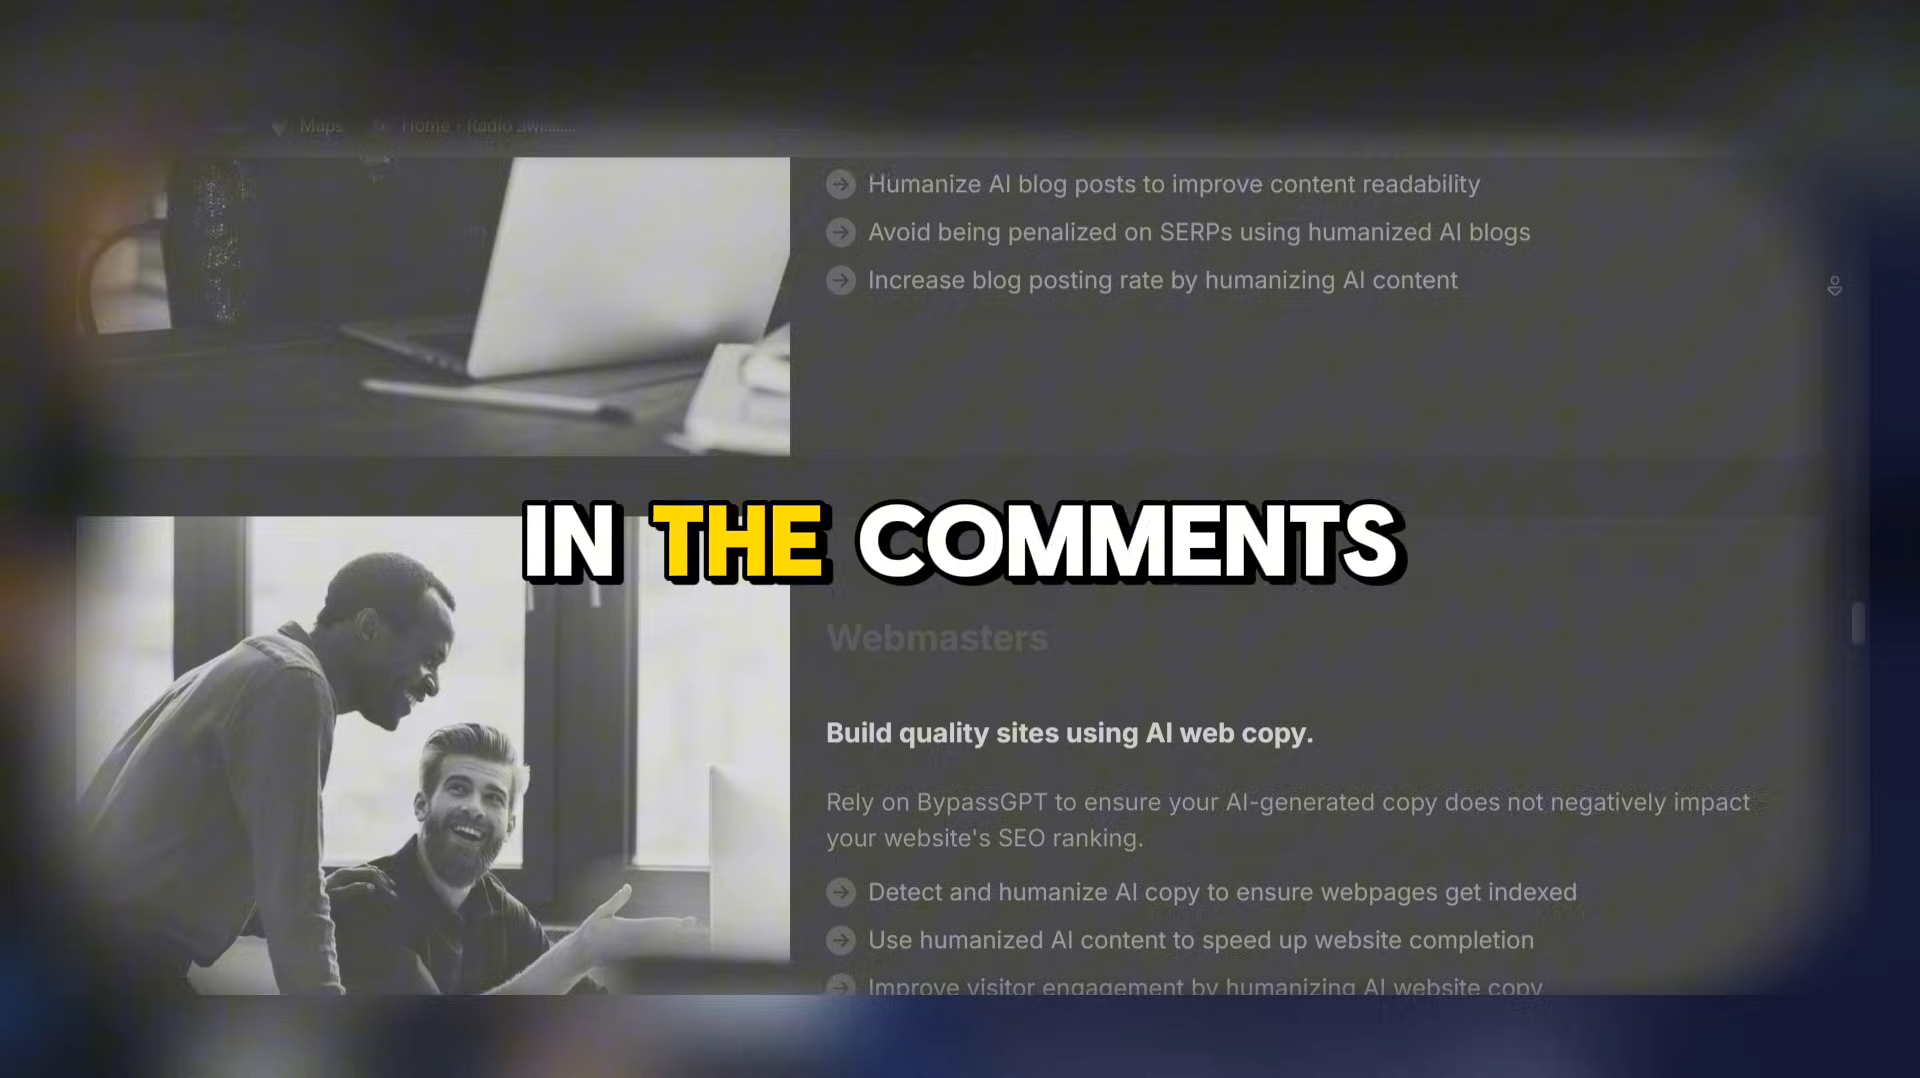 Maps Home Radio
Humanize AI blog posts to improve content readability
Avoid being penalized on SERPs using humanized AI blogs
Increase blog posting rate by humanizing AI content
IN THE COMMENTS
Webmasters
Build quality sites using AI web copy.
Rely on BypassGPT to ensure your AI-generated copy does not negatively impact
your website's SEO ranking.
Detect and humanize AI copy to ensure webpages get indexed
Use humanized AI content to speed up website completion
Improve visitor engagement by humanizing AI website copy